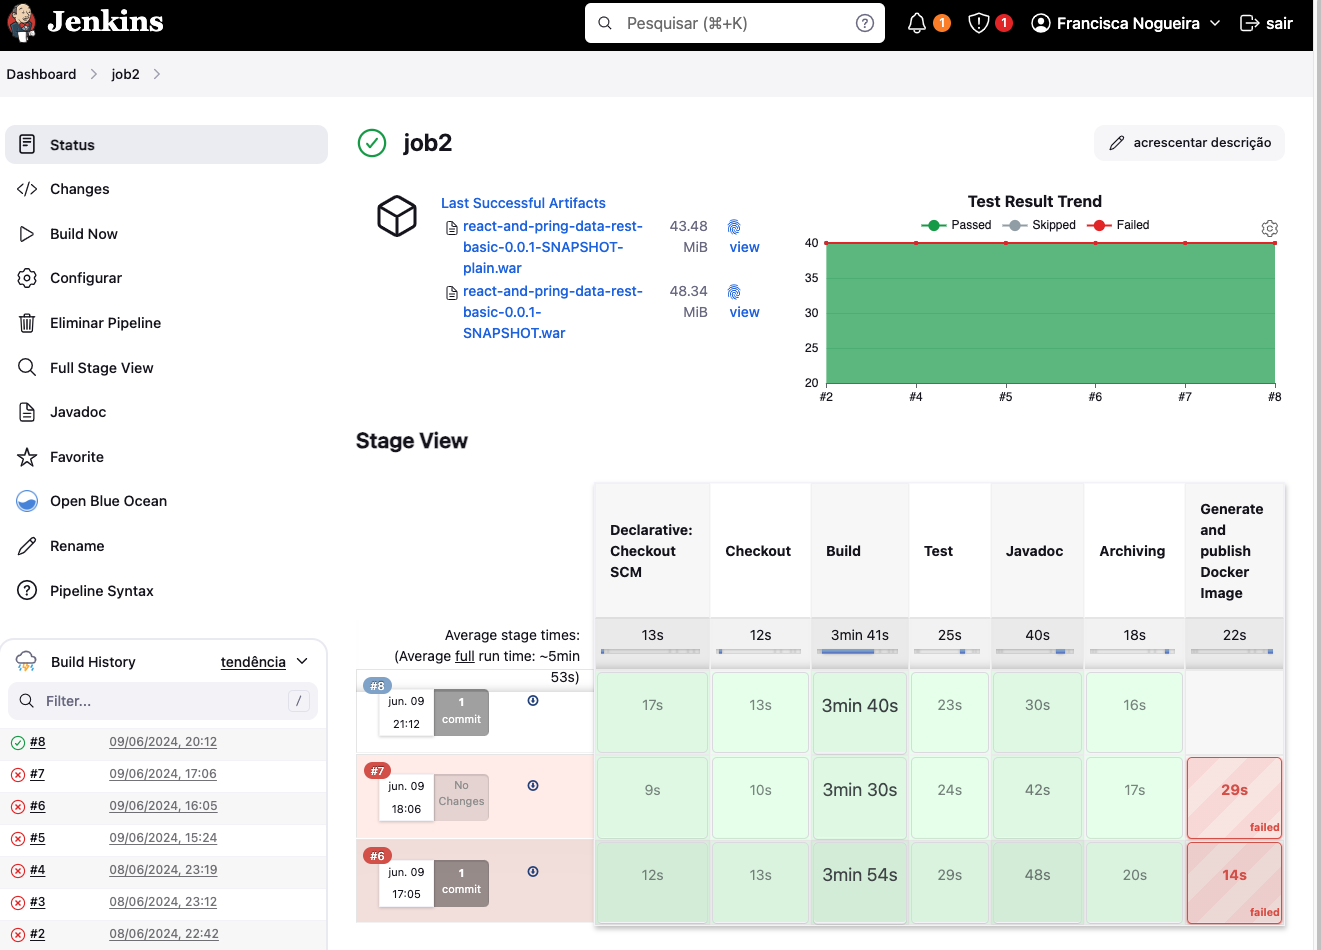 Jenkins
Pesquisar (⌘+K)
1
1
Francisca Nogueira
sair
Dashboard
job2
Status
Changes
Build Now
Configurar
Eliminar Pipeline
Full Stage View
Javadoc
Favorite
Open Blue Ocean
Rename
Pipeline Syntax
Build History
tendência
Filter...
/
#8 09/06/2024, 20:12
#7 09/06/2024, 17:06
#6 09/06/2024, 16:05
#5 09/06/2024, 15:24
#4 08/06/2024, 23:19
#3 08/06/2024, 23:12
#2 08/06/2024, 22:42
job2
acrescentar descrição
Last Successful Artifacts
react-and-pring-data-rest-
basic-0.0.1-SNAPSHOT-
plain.war
43.48
MiB
view
react-and-pring-data-rest-
basic-0.0.1-
SNAPSHOT.war
48.34
MiB
view
Test Result Trend
Passed Skipped Failed
40
35
30
25
20
#2 #4 #5 #6 #7 #8
Stage View
Declarative:
Checkout
SCM
Checkout
Build
Test
Javadoc
Archiving
Generate
and
publish
Docker
Image
Average stage times:
(Average full run time: ~5min
53s)
13s 12s 3min 41s 25s 40s 18s 22s
#8
jun. 09
21:12
1
commit
17s 13s 3min 40s 23s 30s 16s
#7
jun. 09
18:06
No
Changes
9s 10s 3min 30s 24s 42s 17s 29s
failed
#6
jun. 09
17:05
1
commit
12s 13s 3min 54s 29s 48s 20s 14s
failed